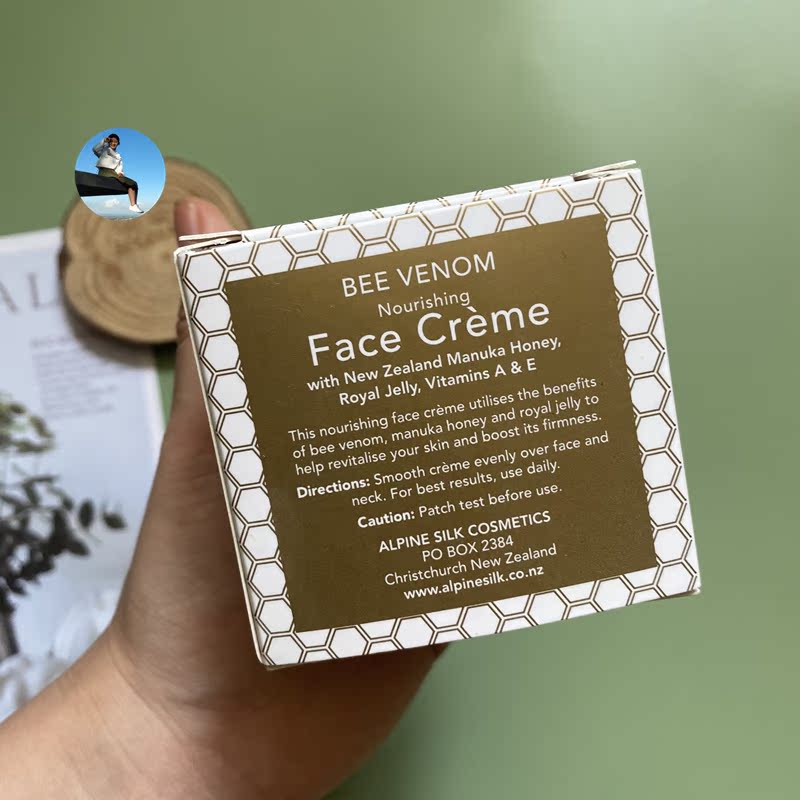 BEE VENOM
Nourishing
Face Crème
with New Zealand Manuka Honey,
Royal Jelly, Vitamins A & E
This nourishing face crème utilises the benefits
of bee venom, manuka honey and royal jelly to
help revitalise your skin and boost its firmness.
Directions: Smooth crème evenly over face and
neck. For best results, use daily.
Caution: Patch test before use.
ALPINE SILK COSMETICS
PO BOX 2384
Christchurch New Zealand
www.alpinesilk.co.nz